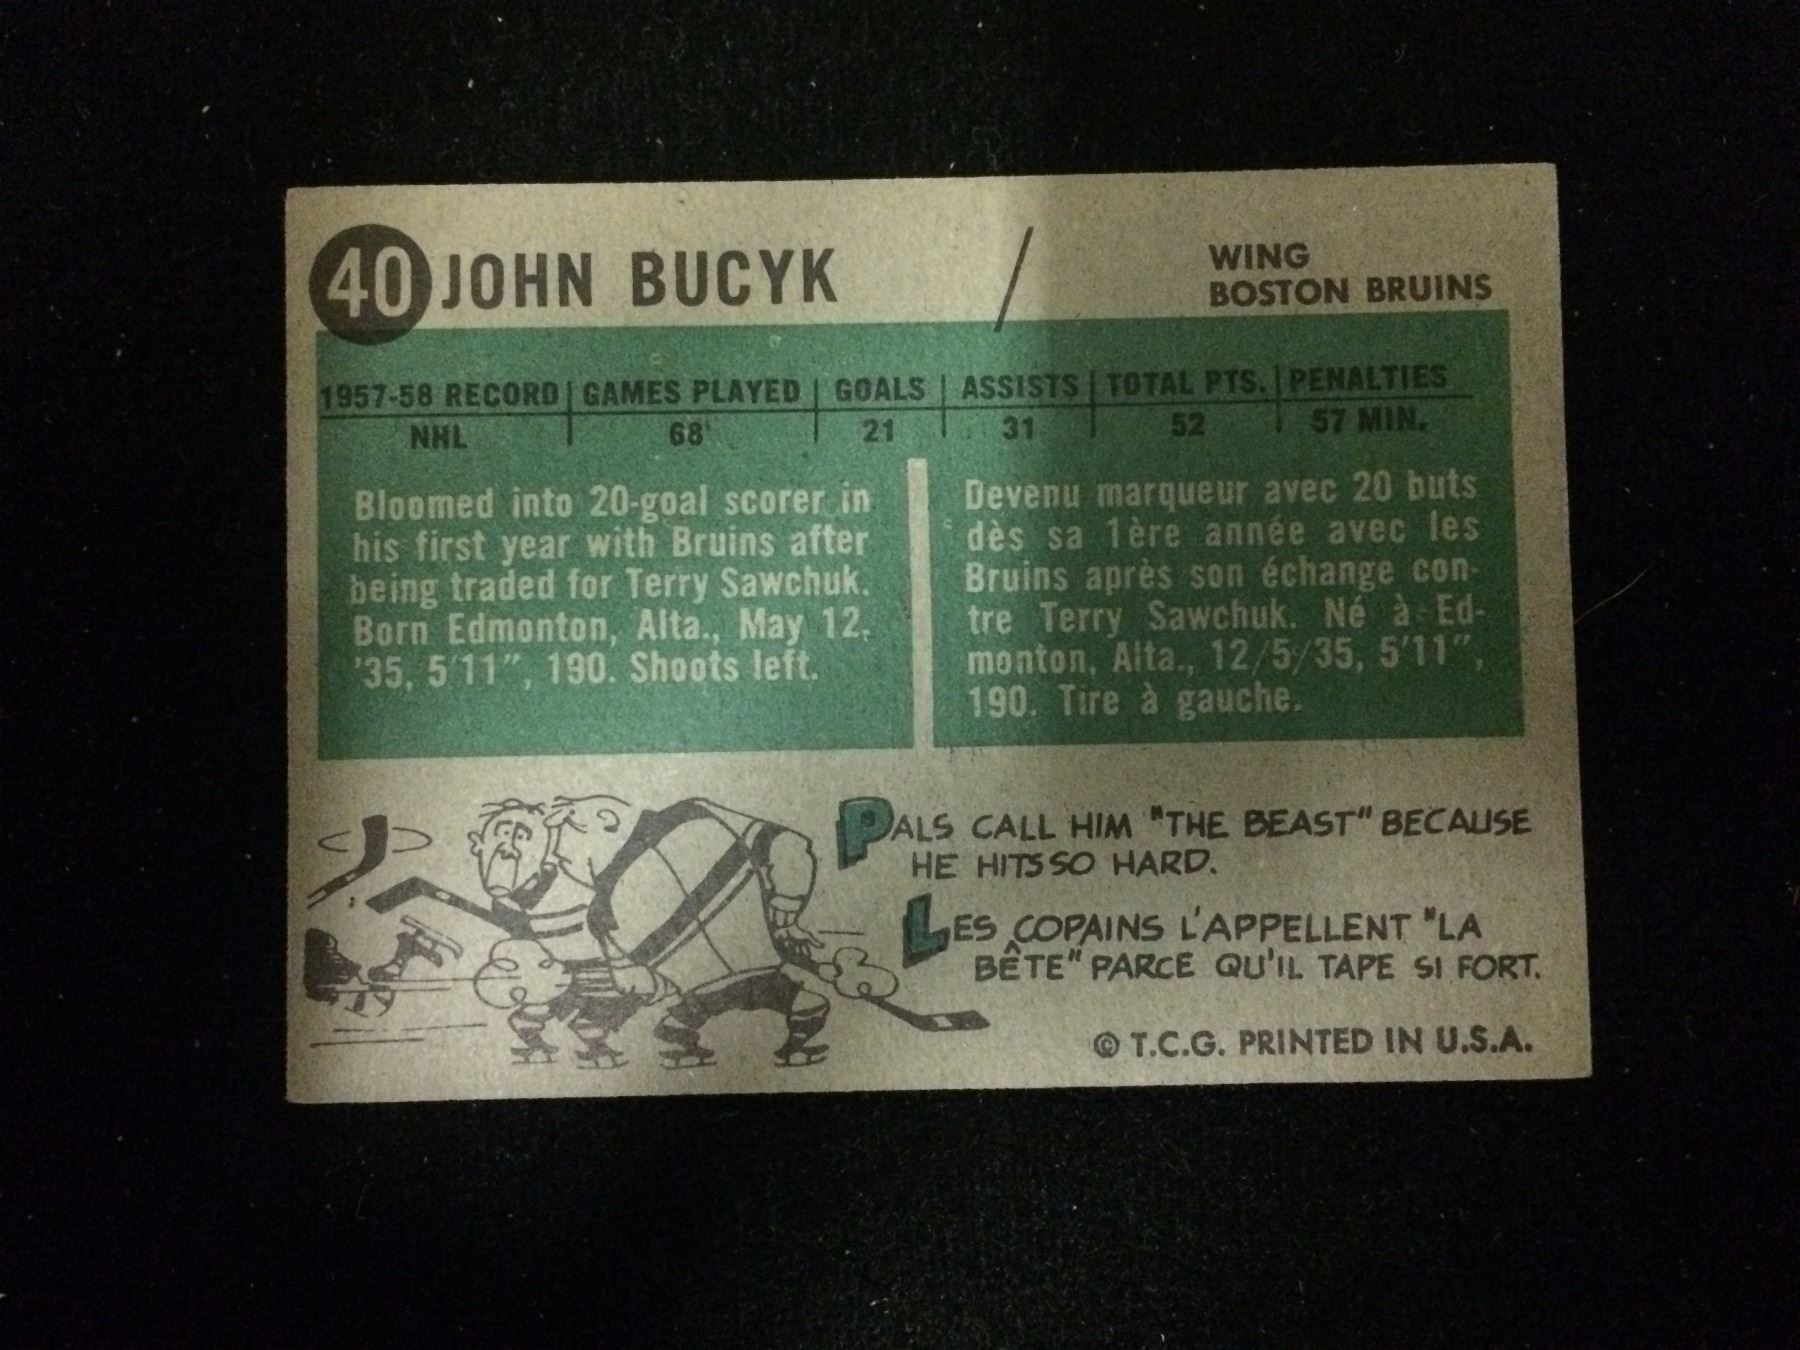 40 JOHN BUCYK / WING
BOSTON BRUINS
1957-58 RECORD | GAMES PLAYED | GOALS | ASSISTS | TOTAL PTS. | PENALTIES
NHL | 68 | 21 | 31 | 52 | 57 MIN.
Bloomed into 20-goal scorer in
his first year with Bruins after
being traded for Terry Sawchuk.
Born Edmonton, Alta., May 12,
'35, 5'11", 190. Shoots left.
Devenu marqueur avec 20 buts
dès sa 1ère année avec les
Bruins après son échange con-
tre Terry Sawchuk. Né à Ed-
monton, Alta., 12/5/35, 5'11",
190. Tire à gauche.
PALS CALL HIM "THE BEAST" BECAUSE
HE HITS SO HARD.
LES COPAINS L'APPELLENT "LA
BÊTE" PARCE QU'IL TAPE SI FORT.
© T.C.G. PRINTED IN U.S.A.